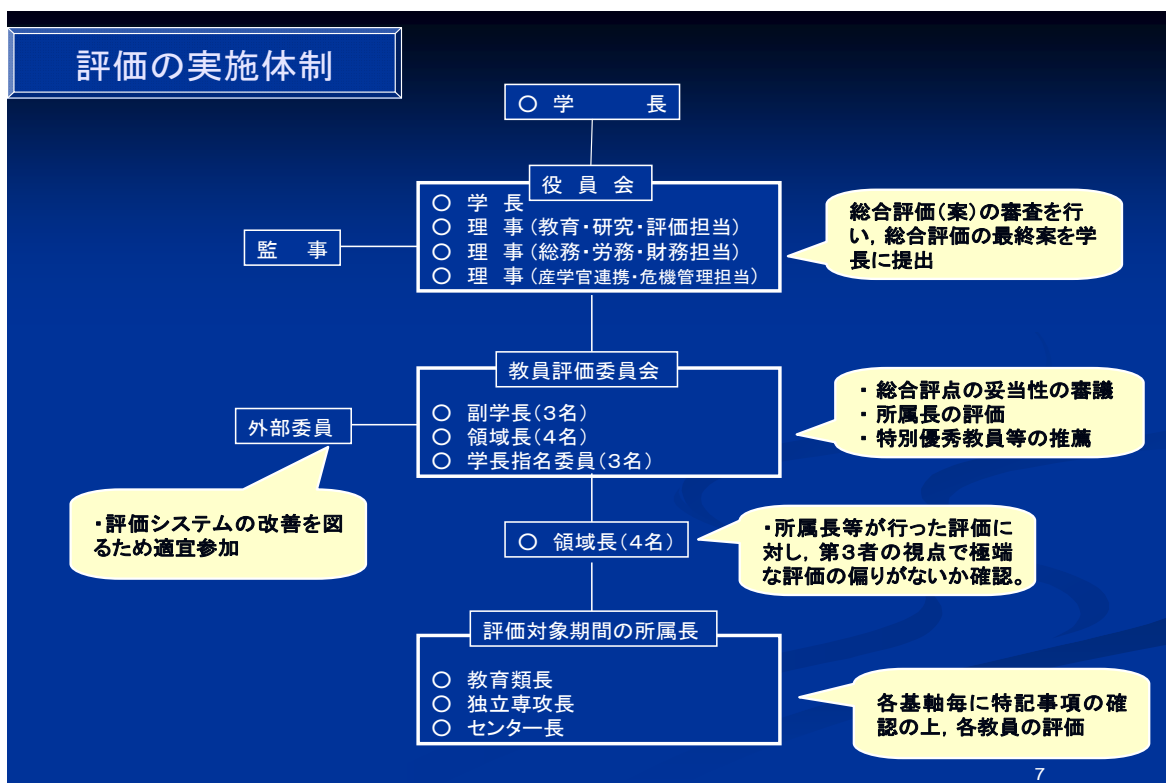 評価の実施体制
○ 学　　長
役 員 会
○ 学 長
○ 理 事（教育・研究・評価担当）
○ 理 事（総務・労務・財務担当）
○ 理 事（産学官連携・危機管理担当）
監　事
総合評価（案）の審査を行
い，総合評価の最終案を学
長に提出
教員評価委員会
○ 副学長（３名）
○ 領域長（４名）
○ 学長指名委員（３名）
外部委員
・ 総合評点の妥当性の審議
・ 所属長の評価
・ 特別優秀教員等の推薦
・評価システムの改善を図
るため適宜参加
○ 領域長（４名）
・所属長等が行った評価に
対し，第３者の視点で極端
な評価の偏りがないか確認。
評価対象期間の所属長
○ 教育類長
○ 独立専攻長
○ センター長
各基軸毎に特記事項の確
認の上，各教員の評価
7